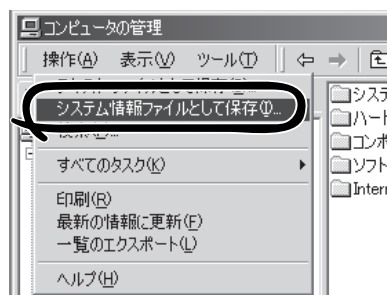 コンピュータの管理
操作(A) 表示(V) ツール(T)
システム情報ファイルとして保存(I)...
すべてのタスク(K)
印刷(R)
最新の情報に更新(F)
一覧のエクスポート(L)
ヘルプ(H)
システ
ハード
コンポ
ソフト
Intern